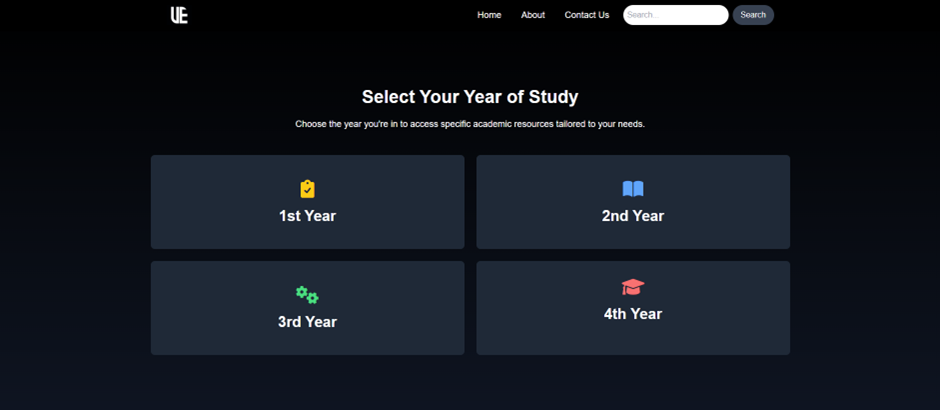 UE
Home About Contact Us Search... Search
Select Your Year of Study
Choose the year you're in to access specific academic resources tailored to your needs.
1st Year 2nd Year
3rd Year 4th Year